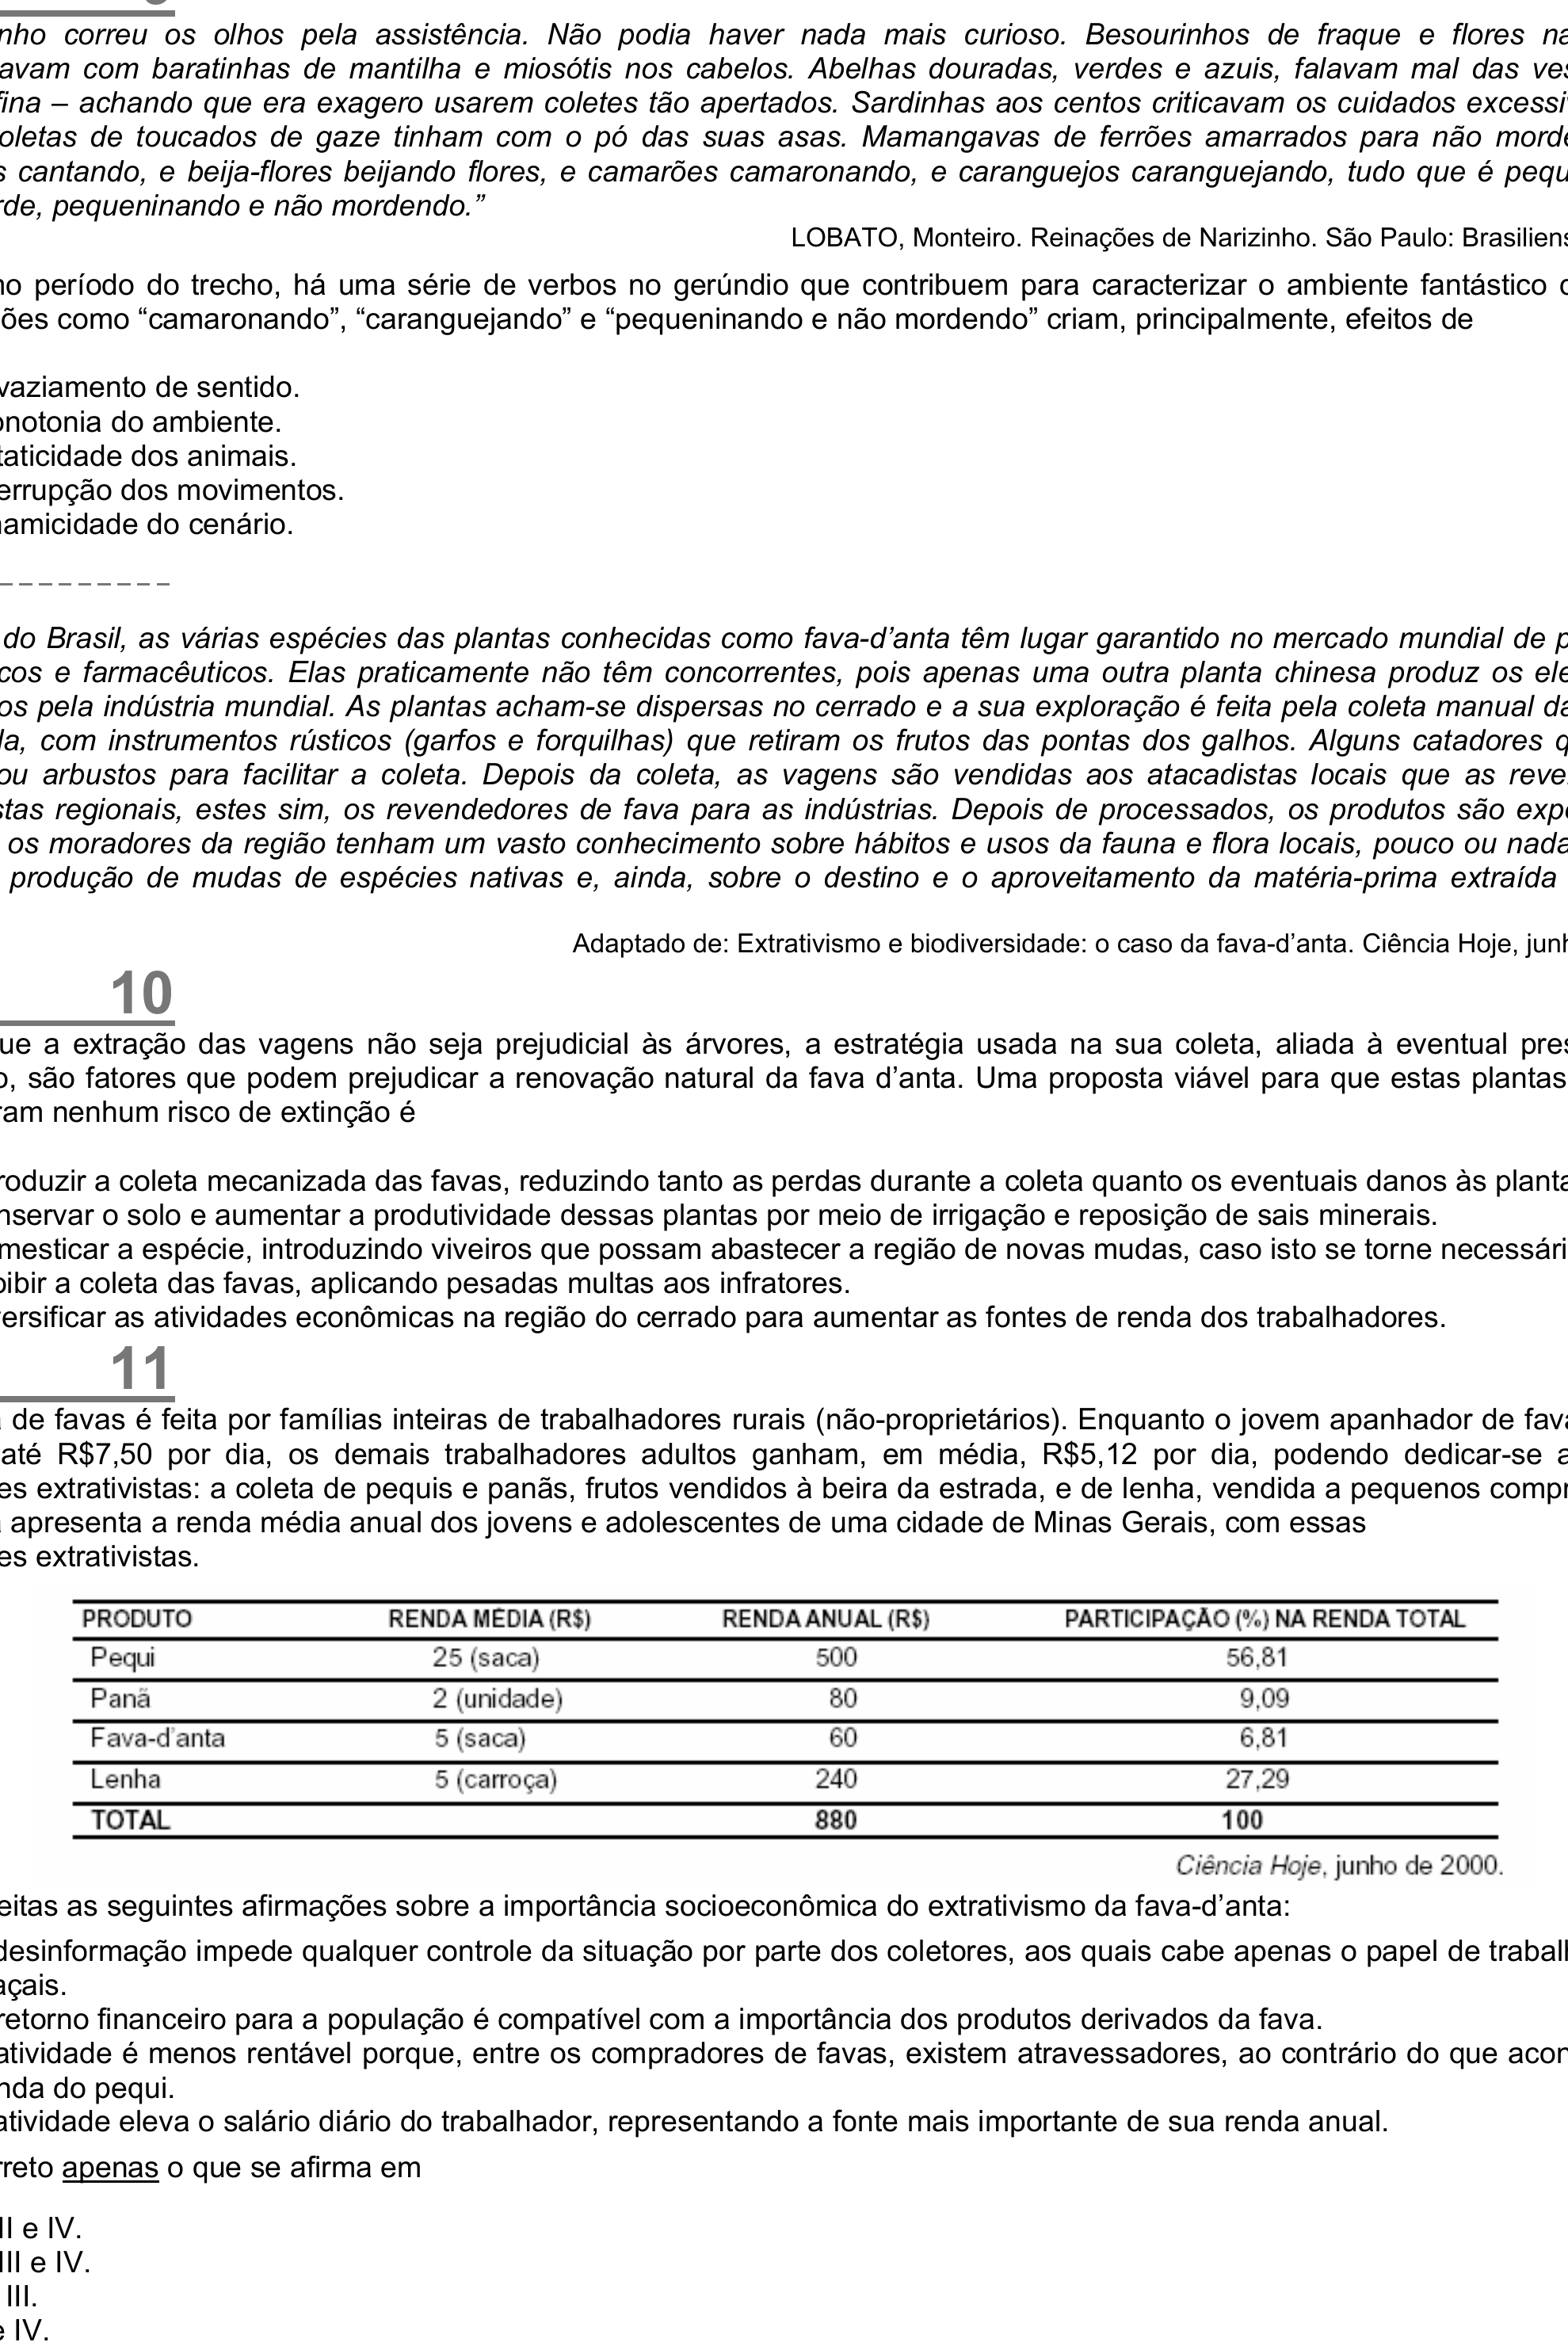 nho correu os olhos pela assistência. Não podia haver nada mais curioso. Besourinhos de fraque e flores na
avam com baratinhas de mantilha e miosótis nos cabelos. Abelhas douradas, verdes e azuis, falavam mal das ves
fina – achando que era exagero usarem coletes tão apertados. Sardinhas aos centos criticavam os cuidados excessi
oletas de toucados de gaze tinham com o pó das suas asas. Mamangavas de ferrões amarrados para não mord
s cantando, e beija-flores beijando flores, e camarões camaronando, e caranguejos caranguejando, tudo que é pequ
rde, pequeninando e não mordendo.”
LOBATO, Monteiro. Reinações de Narizinho. São Paulo: Brasiliens
no período do trecho, há uma série de verbos no gerúndio que contribuem para caracterizar o ambiente fantástico
ões como “camaronando”, “caranguejando” e “pequeninando e não mordendo” criam, principalmente, efeitos de
vaziamento de sentido.
onotonia do ambiente.
taticidade dos animais.
errupção dos movimentos.
namicidade do cenário.
do Brasil, as várias espécies das plantas conhecidas como fava-d’anta têm lugar garantido no mercado mundial de p
cos e farmacêuticos. Elas praticamente não têm concorrentes, pois apenas uma outra planta chinesa produz os ele
os pela indústria mundial. As plantas acham-se dispersas no cerrado e a sua exploração é feita pela coleta manual da
da, com instrumentos rústicos (garfos e forquilhas) que retiram os frutos das pontas dos galhos. Alguns catadores q
ou arbustos para facilitar a coleta. Depois da coleta, as vagens são vendidas aos atacadistas locais que as reve
stas regionais, estes sim, os revendedores de fava para as indústrias. Depois de processados, os produtos são exp
os moradores da região tenham um vasto conhecimento sobre hábitos e usos da fauna e flora locais, pouco ou nada
produção de mudas de espécies nativas e, ainda, sobre o destino e o aproveitamento da matéria-prima extraída
Adaptado de: Extrativismo e biodiversidade: o caso da fava-d’anta. Ciência Hoje, junh
10
ue a extração das vagens não seja prejudicial às árvores, a estratégia usada na sua coleta, aliada à eventual pres
o, são fatores que podem prejudicar a renovação natural da fava d’anta. Uma proposta viável para que estas plantas
ram nenhum risco de extinção é
roduzir a coleta mecanizada das favas, reduzindo tanto as perdas durante a coleta quanto os eventuais danos às planta
nservar o solo e aumentar a produtividade dessas plantas por meio de irrigação e reposição de sais minerais.
mesticar a espécie, introduzindo viveiros que possam abastecer a região de novas mudas, caso isto se torne necessári
oibir a coleta das favas, aplicando pesadas multas aos infratores.
versificar as atividades econômicas na região do cerrado para aumentar as fontes de renda dos trabalhadores.
11
a de favas é feita por famílias inteiras de trabalhadores rurais (não-proprietários). Enquanto o jovem apanhador de fava
até R$7,50 por dia, os demais trabalhadores adultos ganham, em média, R$5,12 por dia, podendo dedicar-se a
es extrativistas: a coleta de pequis e panãs, frutos vendidos à beira da estrada, e de lenha, vendida a pequenos compr
a apresenta a renda média anual dos jovens e adolescentes de uma cidade de Minas Gerais, com essas
es extrativistas.
PRODUTO RENDA MÉDIA (R$) RENDA ANUAL (R$) PARTICIPAÇÃO (%) NA RENDA TOTAL
Pequi 25 (saca) 500 56,81
Panã 2 (unidade) 80 9,09
Fava-d’anta 5 (saca) 60 6,81
Lenha 5 (carroça) 240 27,29
TOTAL 880 100
Ciência Hoje, junho de 2000.
eitas as seguintes afirmações sobre a importância socioeconômica do extrativismo da fava-d’anta:
desinformação impede qualquer controle da situação por parte dos coletores, aos quais cabe apenas o papel de trabal
açais.
retorno financeiro para a população é compatível com a importância dos produtos derivados da fava.
atividade é menos rentável porque, entre os compradores de favas, existem atravessadores, ao contrário do que acon
nda do pequi.
atividade eleva o salário diário do trabalhador, representando a fonte mais importante de sua renda anual.
rreto apenas o que se afirma em
II e IV.
III e IV.
III.
e IV.